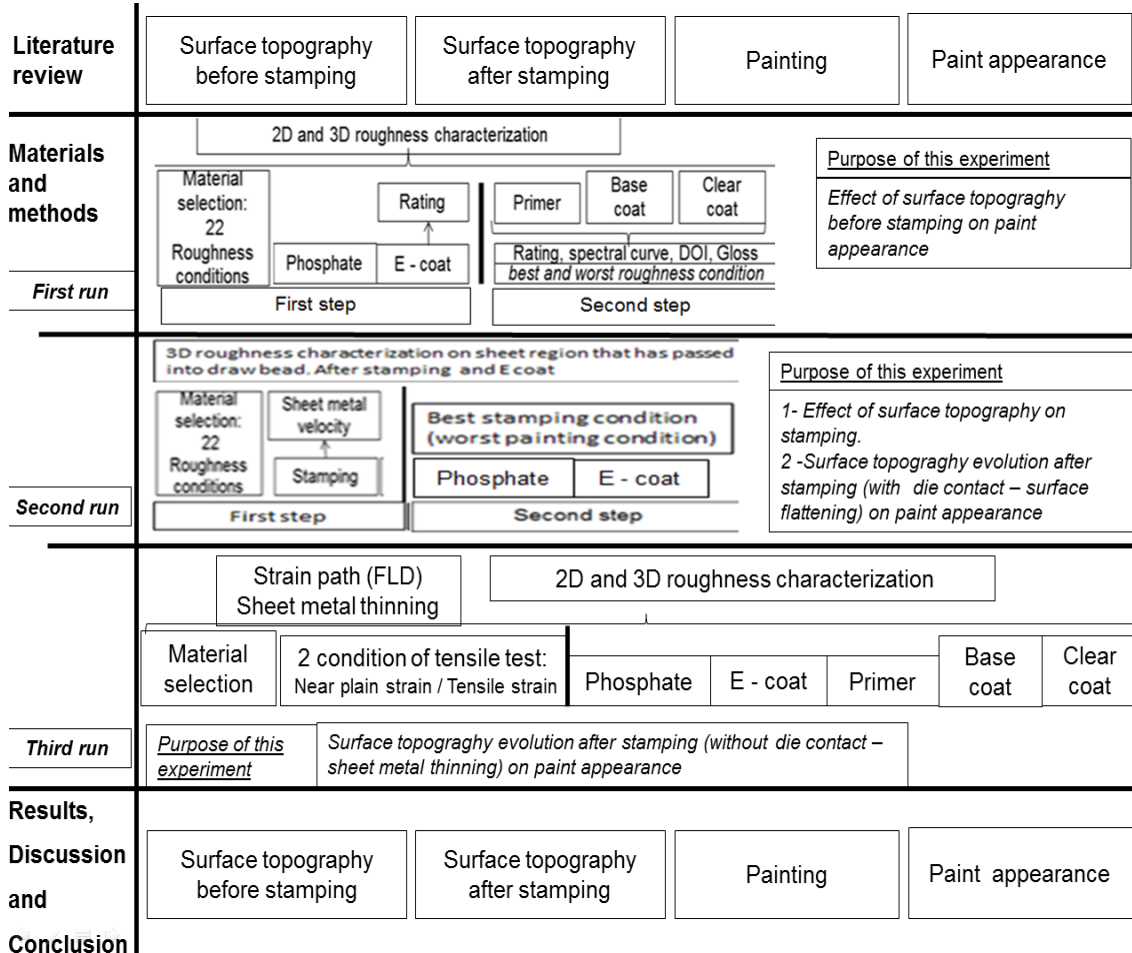 Literature
review
Surface topography
before stamping
Surface topography
after stamping
Painting
Paint appearance
Materials
and
methods
2D and 3D roughness characterization
Material
selection:
22
Roughness
conditions
Phosphate
Rating
E - coat
First step
Primer
Base
coat
Clear
coat
Rating, spectral curve, DOI, Gloss
best and worst roughness condition
Second step
Purpose of this experiment
Effect of surface topograghy
before stamping on paint
appearance
First run
3D roughness characterization on sheet region that has passed
into draw bead. After stamping and E coat
Material
selection:
22
Roughness
conditions
Sheet metal
velocity
Stamping
First step
Best stamping condition
(worst painting condition)
Phosphate
E - coat
Second step
Purpose of this experiment
1- Effect of surface topography on
stamping.
2 -Surface topograghy evolution after
stamping (with die contact – surface
flattening) on paint appearance
Second run
Strain path (FLD)
Sheet metal thinning
2D and 3D roughness characterization
Material
selection
2 condition of tensile test:
Near plain strain / Tensile strain
Phosphate
E - coat
Primer
Base
coat
Clear
coat
Third run
Purpose of this
experiment
Surface topograghy evolution after stamping (without die contact –
sheet metal thinning) on paint appearance
Results,
Discussion
and
Conclusion
Surface topography
before stamping
Surface topography
after stamping
Painting
Paint appearance